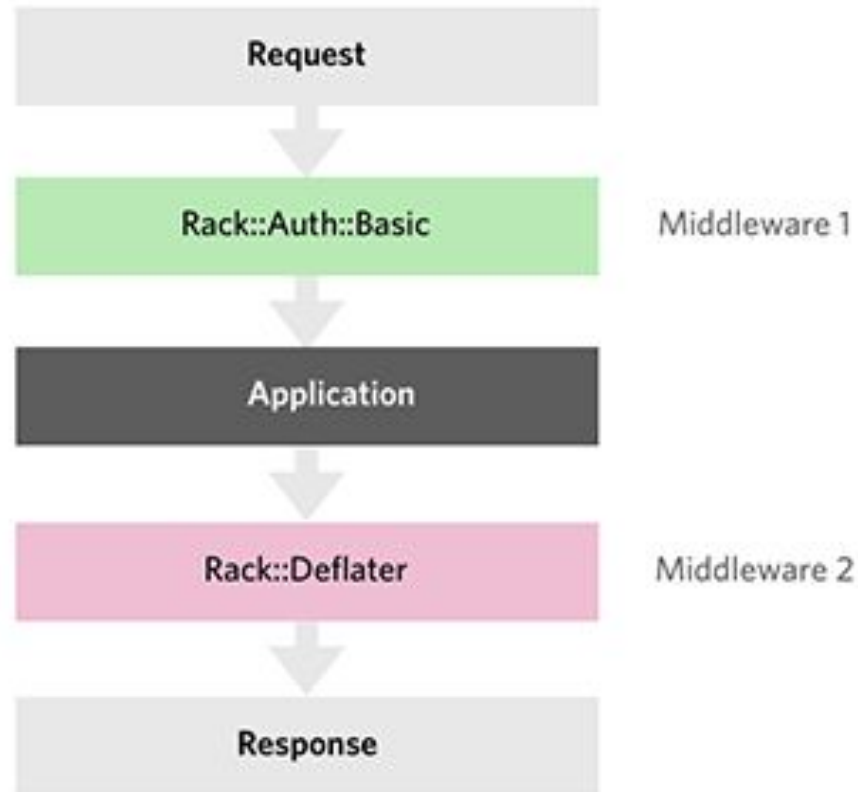 Request
Rack::Auth::Basic
Middleware 1
Application
Rack::Deflater
Middleware 2
Response